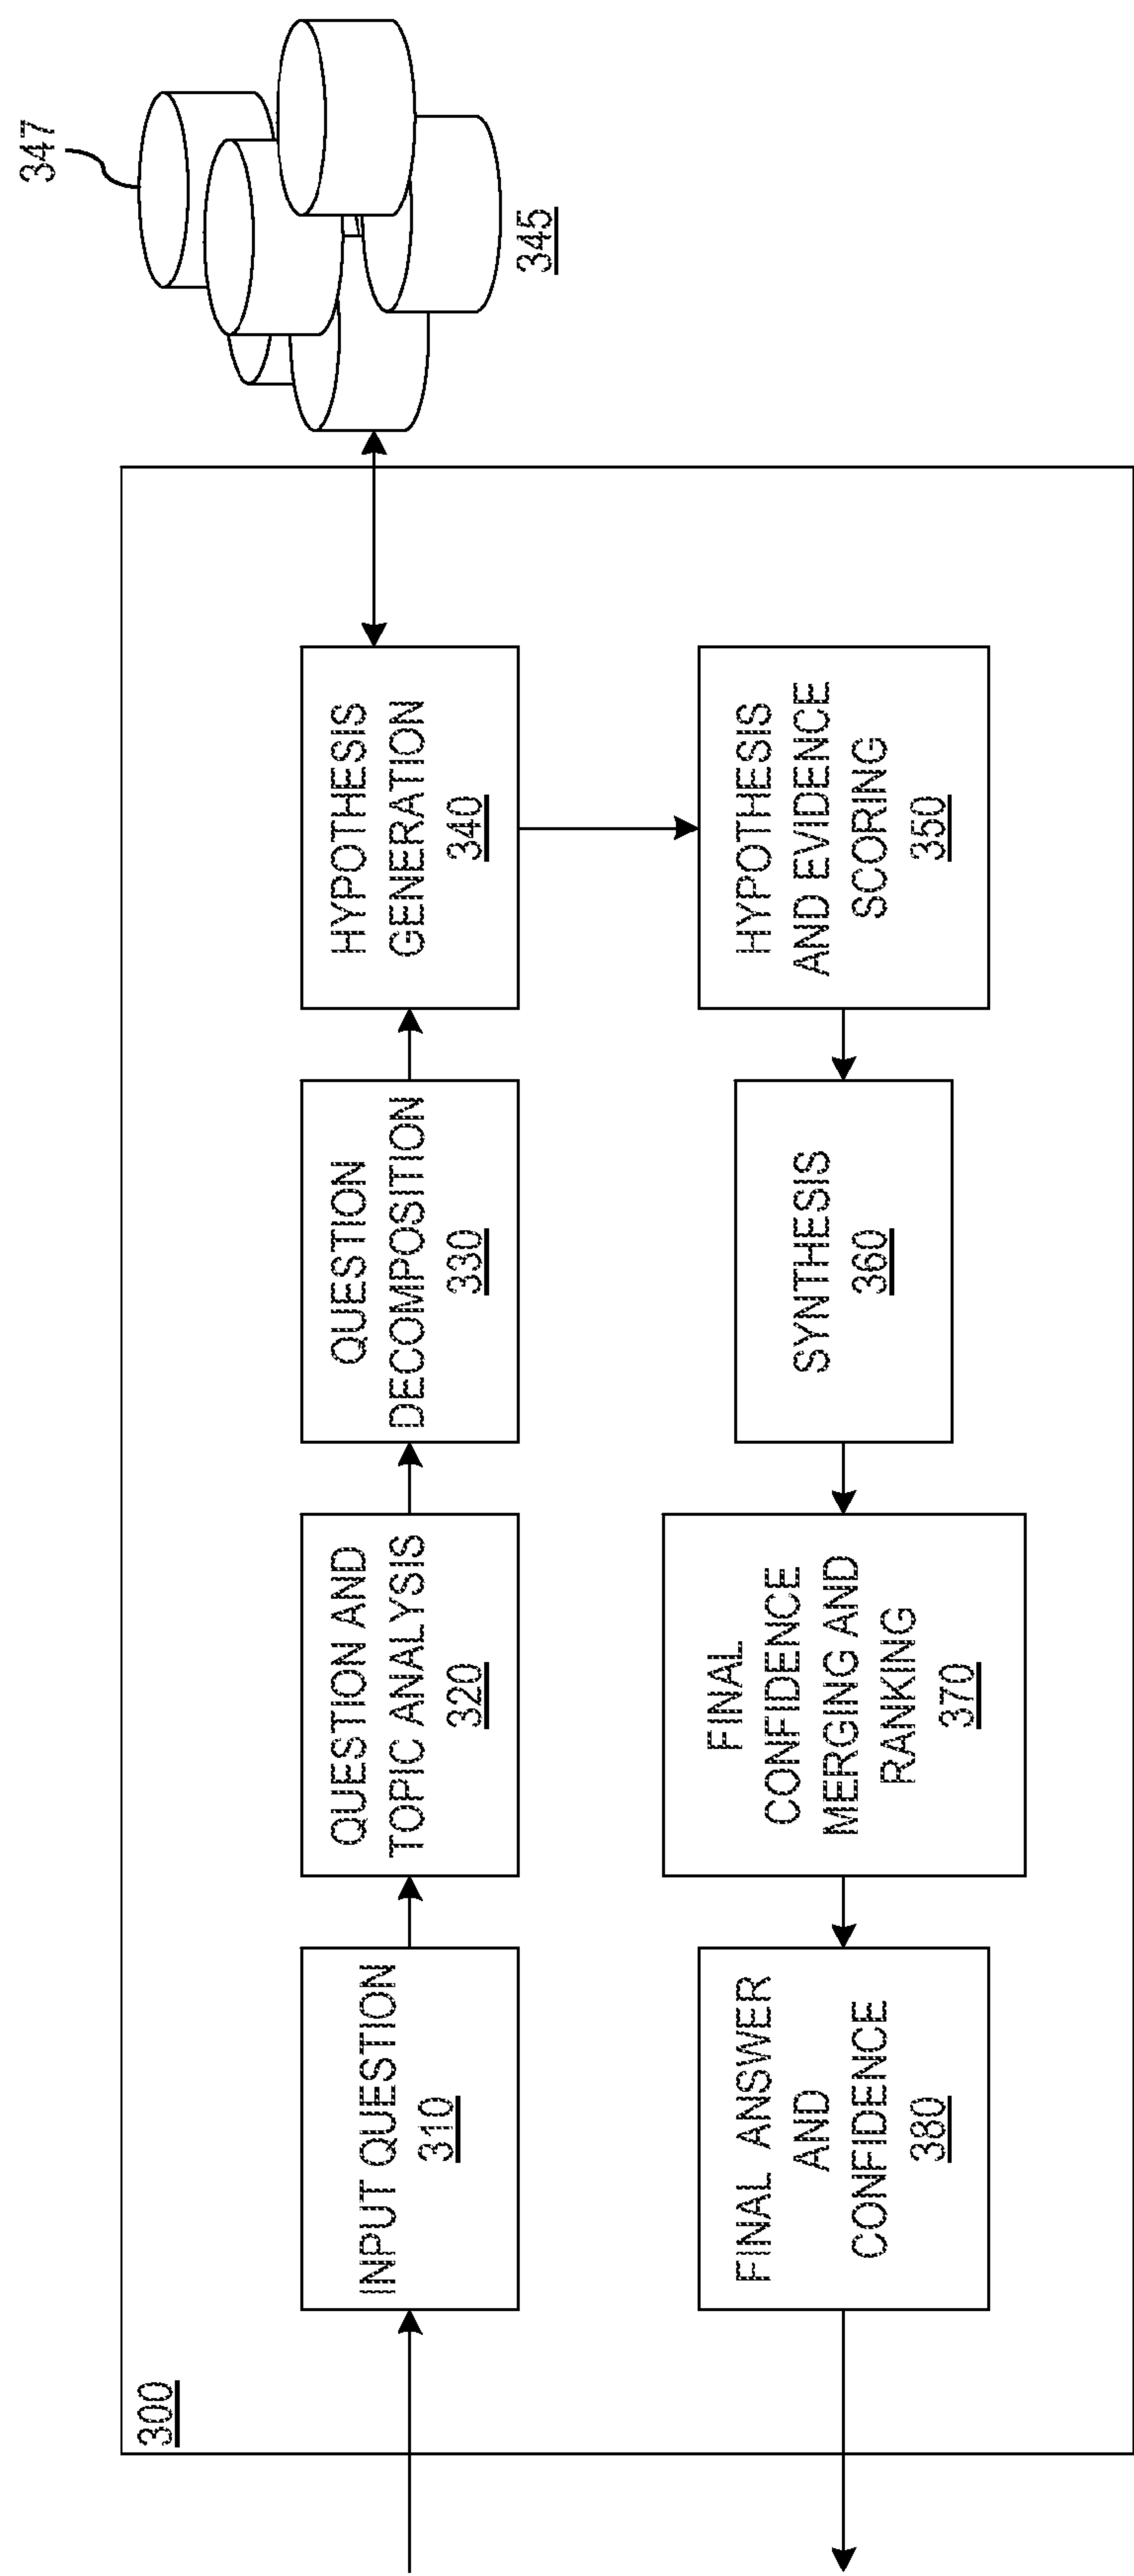 300
347
345
INPUT QUESTION
310
QUESTION AND
TOPIC ANALYSIS
320
QUESTION
DECOMPOSITION
330
HYPOTHESIS
GENERATION
340
HYPOTHESIS
AND EVIDENCE
SCORING
350
SYNTHESIS
360
FINAL
CONFIDENCE
MERGING AND
RANKING
370
FINAL ANSWER
AND
CONFIDENCE
380